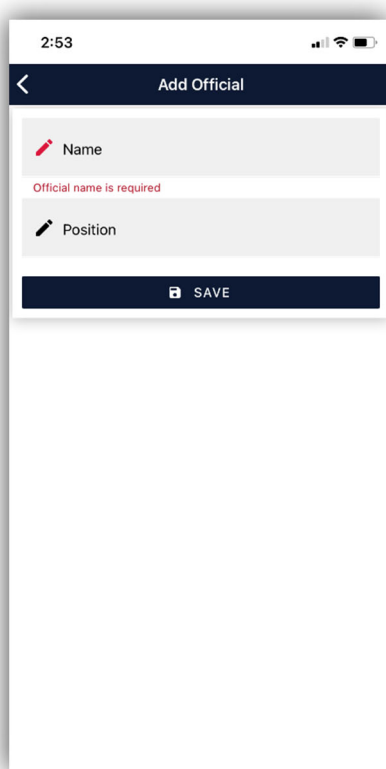 2:53
Add Official
Name
Official name is required
Position
SAVE